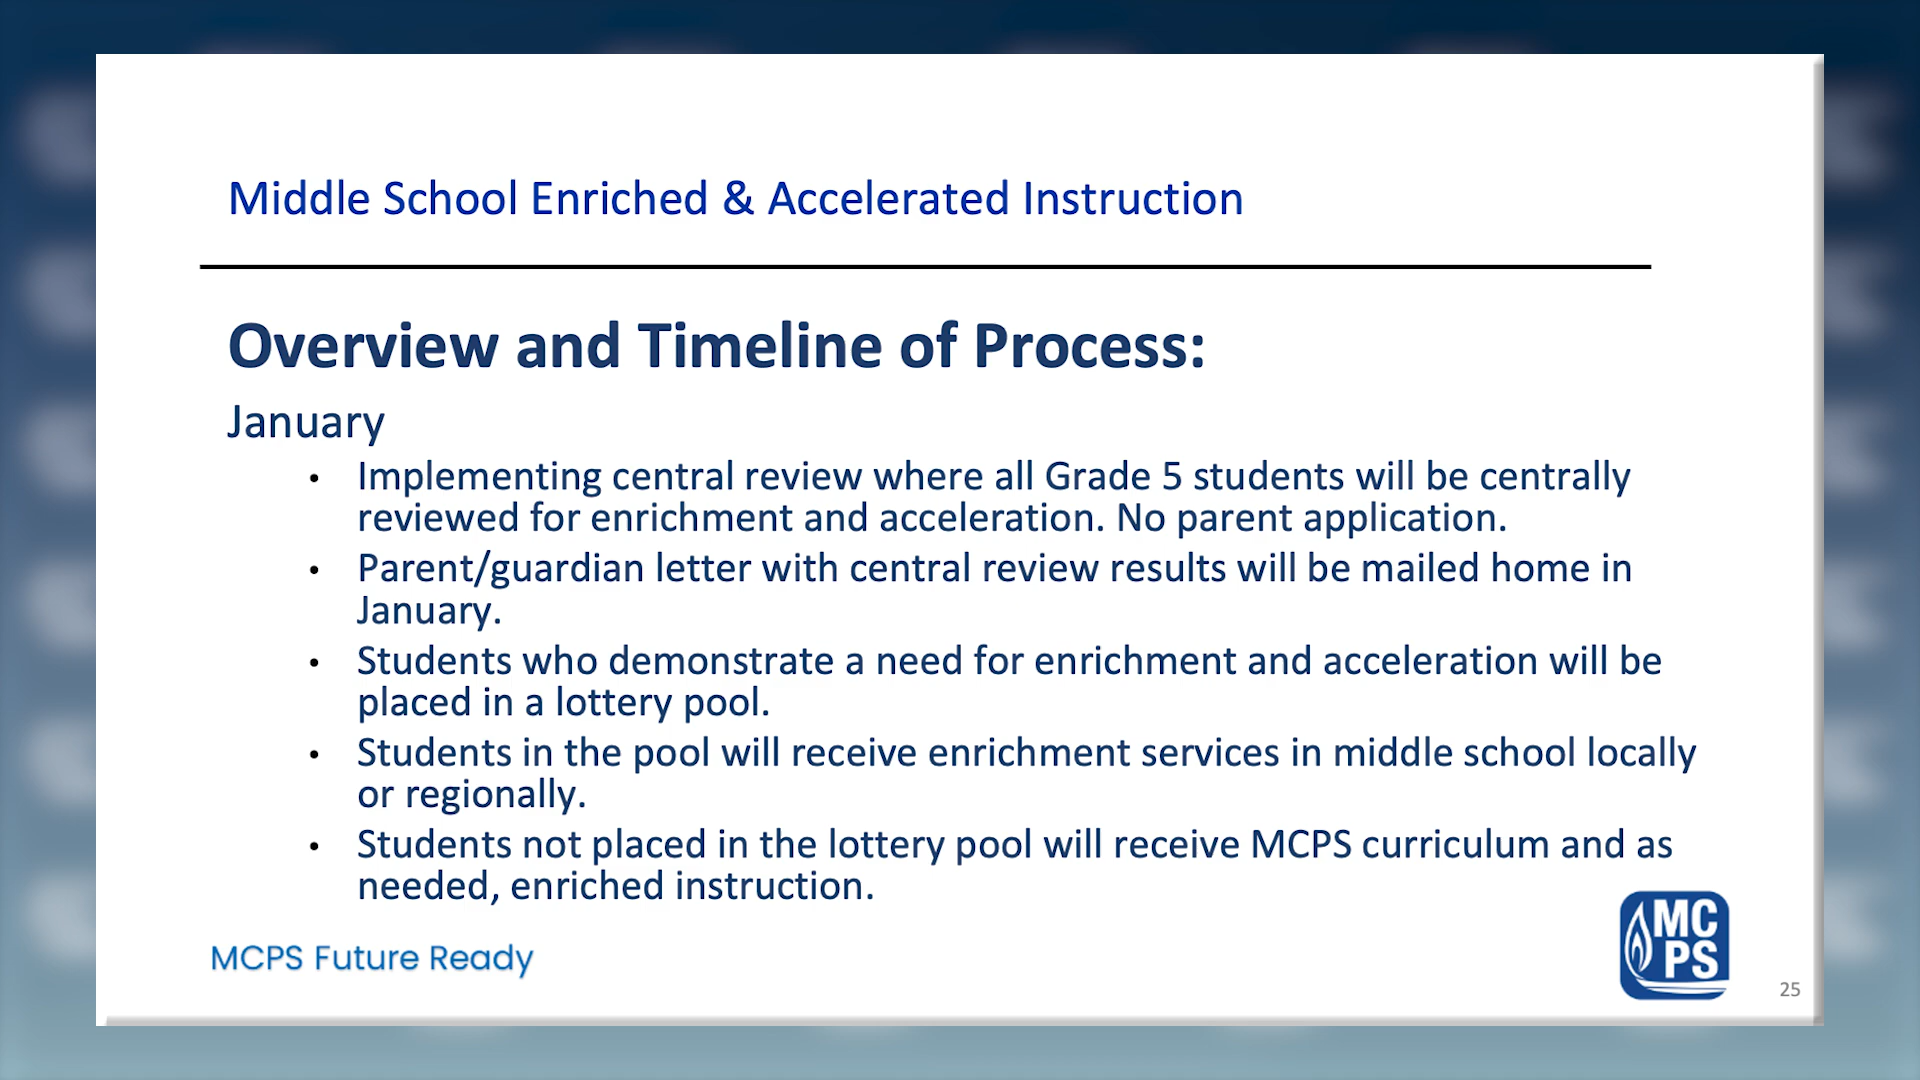 Middle School Enriched & Accelerated Instruction
Overview and Timeline of Process:
January
• Implementing central review where all Grade 5 students will be centrally
reviewed for enrichment and acceleration. No parent application.
• Parent/guardian letter with central review results will be mailed home in
January.
• Students who demonstrate a need for enrichment and acceleration will be
placed in a lottery pool.
• Students in the pool will receive enrichment services in middle school locally
or regionally.
• Students not placed in the lottery pool will receive MCPS curriculum and as
needed, enriched instruction.
MCPS Future Ready
MC
PS
25